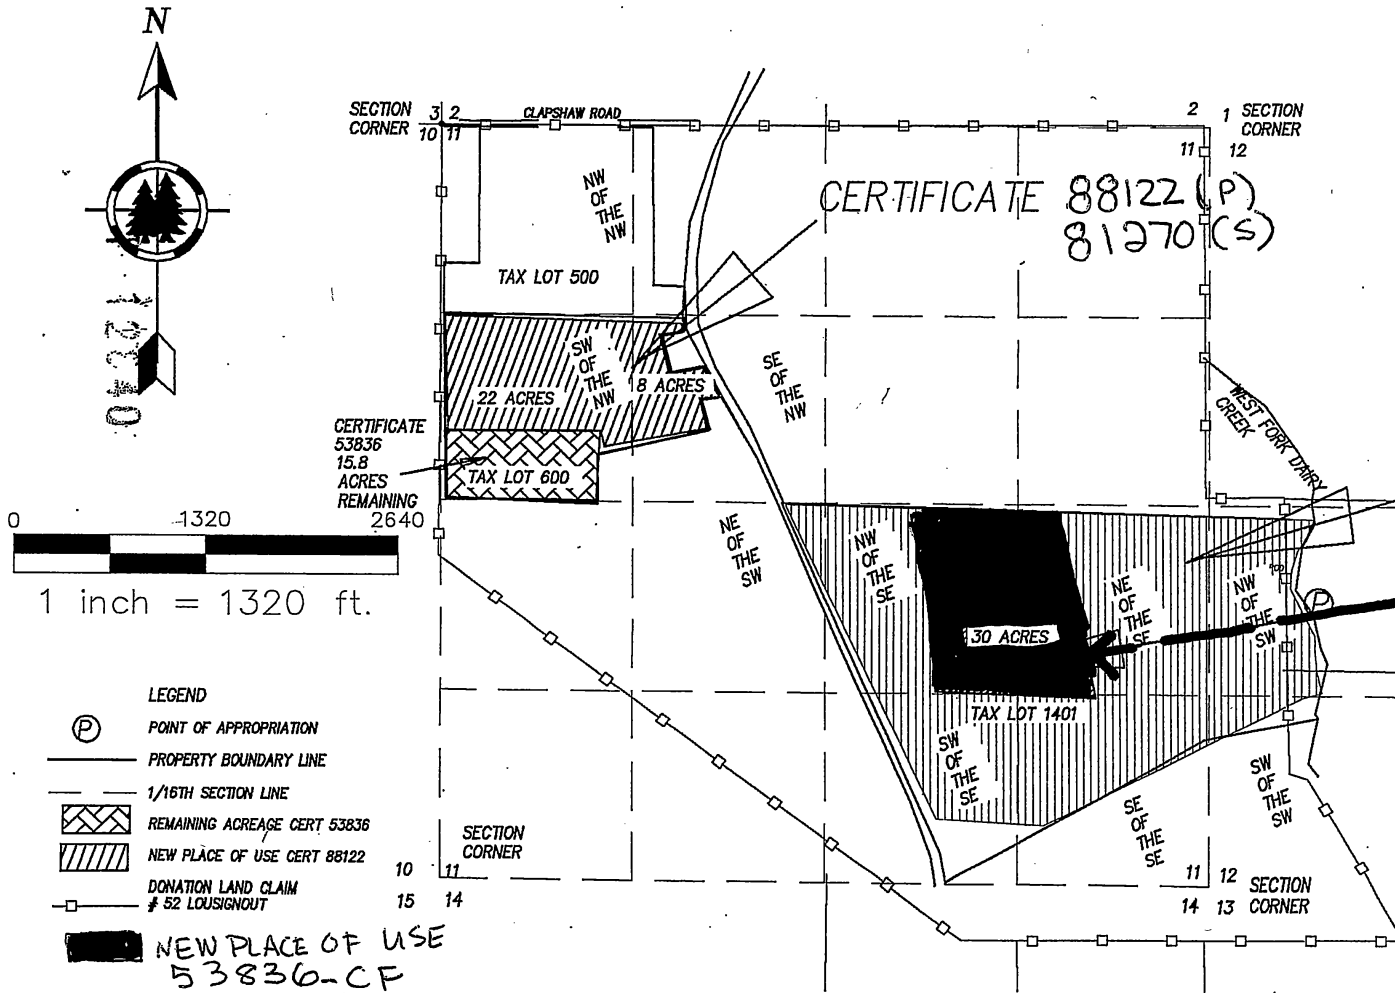 N
SECTION
CORNER
3 2
10 11
CLAPSHAW ROAD
2
1
SECTION
CORNER
11
12
NW
OF
THE
NW
CERTIFICATE 88122 (P)
81270 (S)
TAX LOT 500
SW
OF
THE
NW
SE
OF
THE
NW
22 ACRES
8 ACRES
WEST FORK DAIRY
CREEK
CERTIFICATE
53836
15.8
ACRES
REMAINING
TAX LOT 600
0
1320
2640
1 inch = 1320 ft.
NE
OF
THE
SW
NW
OF
THE
SE
NE
OF
THE
SE
NW
OF
THE
SW
P
30 ACRES
TAX LOT 1401
SW
OF
THE
SE
SE
OF
THE
SE
SW
OF
THE
SW
LEGEND
P POINT OF APPROPRIATION
PROPERTY BOUNDARY LINE
1/16TH SECTION LINE
REMAINING ACREAGE CERT 53836
NEW PLACE OF USE CERT 88122
DONATION LAND CLAIM
# 52 LOUSIGNOUT
NEW PLACE OF USE
53836-CF
SECTION
CORNER
10 11
15 14
11 12
14 13
SECTION
CORNER